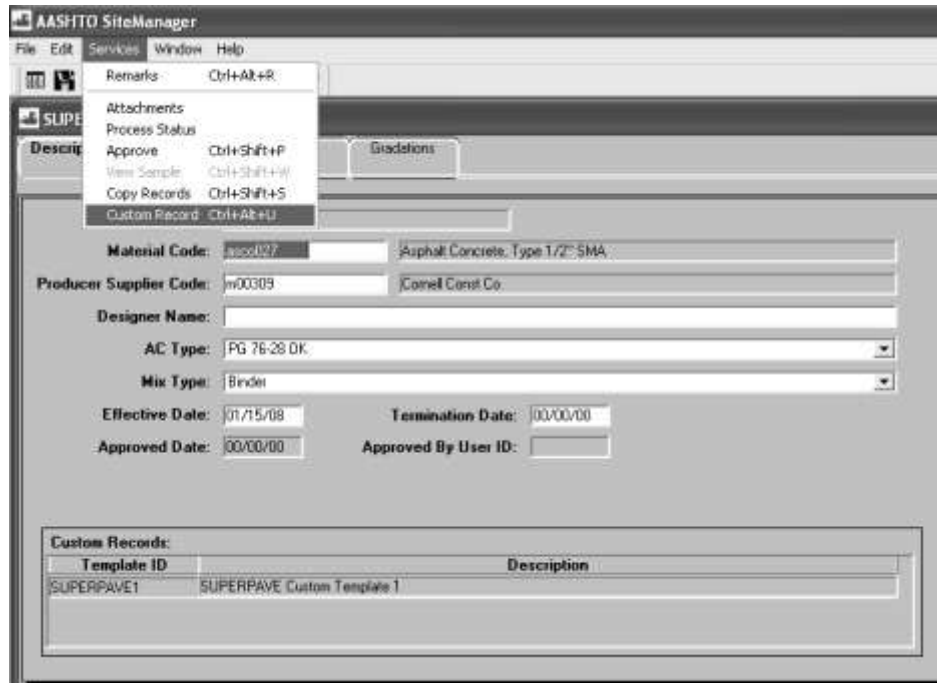 AASHTO SiteManager
File Edit Services Window Help
Remarks Ctrl+Alt+R
Attachments
Process Status
Approve Ctrl+Shift+P
View Sample Ctrl+Shift+W
Copy Records Ctrl+Shift+S
Custom Record Ctrl+Alt+U
SUPE
Descrip Gradations
Material Code: Asphalt Concrete, Type 1/2" SMA
Producer Supplier Code: m00309 Cornell Const Co
Designer Name:
AC Type: PG 76-28 OK
Mix Type: Binder
Effective Date: 01/15/08 Termination Date: 00/00/00
Approved Date: 00/00/00 Approved By User ID:
Custom Records:
Template ID Description
SUPERPAVE1 SUPERPAVE Custom Template 1